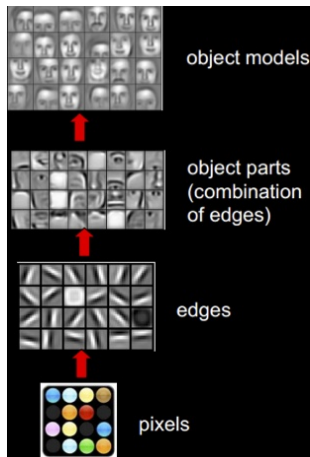 object models
object parts
(combination
of edges)
edges
pixels